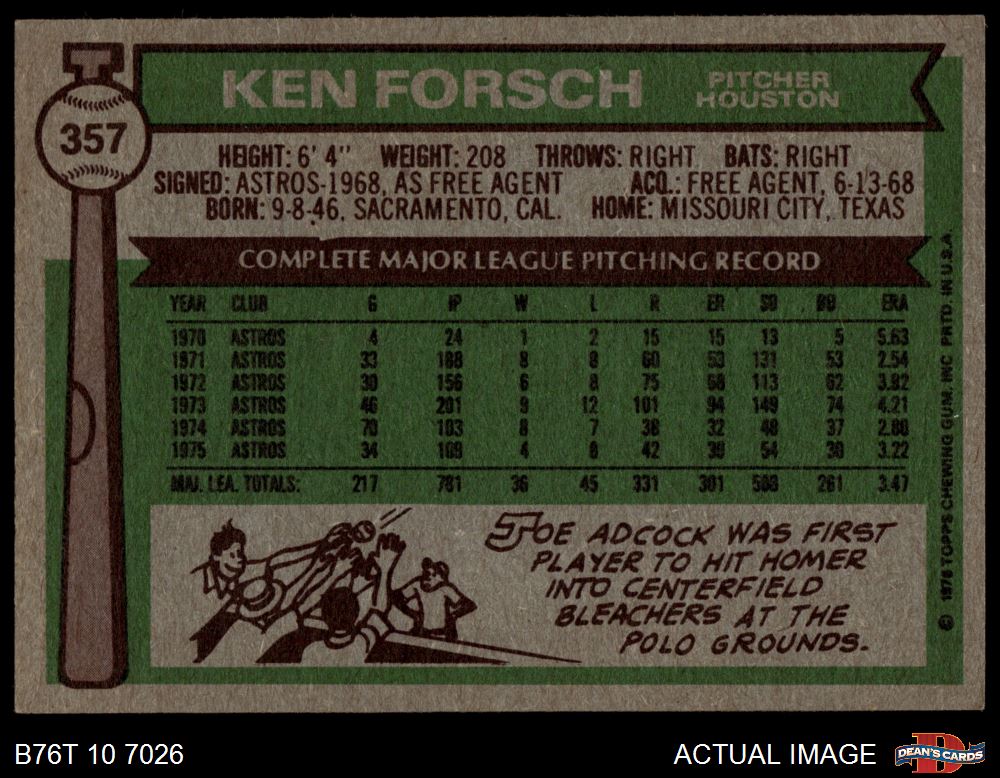 KEN FORSCH
PITCHER
HOUSTON
357
HEIGHT: 6' 4" WEIGHT: 208 THROWS: RIGHT BATS: RIGHT
SIGNED: ASTROS-1968, AS FREE AGENT ACQ.: FREE AGENT, 6-13-68
BORN: 9-8-46, SACRAMENTO, CAL. HOME: MISSOURI CITY, TEXAS
COMPLETE MAJOR LEAGUE PITCHING RECORD
YEAR CLUB G IP W L R ER SO BB ERA
1970 ASTROS 4 24 1 2 15 15 13 5 5.63
1971 ASTROS 33 188 8 8 60 53 131 53 2.54
1972 ASTROS 30 156 6 8 75 68 113 62 3.92
1973 ASTROS 46 201 9 12 101 94 149 74 4.21
1974 ASTROS 70 103 8 7 38 32 48 37 2.80
1975 ASTROS 34 109 4 8 42 39 54 30 3.22
MAJ. LEA. TOTALS: 217 781 36 45 331 301 508 261 3.47
JOE ADCOCK WAS FIRST
PLAYER TO HIT HOMER
INTO CENTERFIELD
BLEACHERS AT THE
POLO GROUNDS.
© 1976 TOPPS CHEWING GUM, INC. PRTD. IN U.S.A.
B76T 10 7026
ACTUAL IMAGE
DEAN'S CARDS